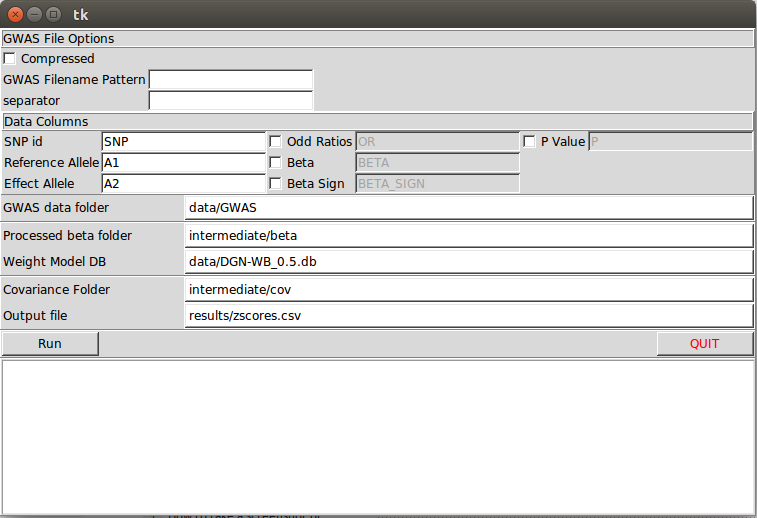 tk
GWAS File Options
Compressed
GWAS Filename Pattern
separator
Data Columns
SNP id SNP Odd Ratios OR P Value P
Reference Allele A1 Beta BETA
Effect Allele A2 Beta Sign BETA_SIGN
GWAS data folder data/GWAS
Processed beta folder intermediate/beta
Weight Model DB data/DGN-WB_0.5.db
Covariance Folder intermediate/cov
Output file results/zscores.csv
Run QUIT